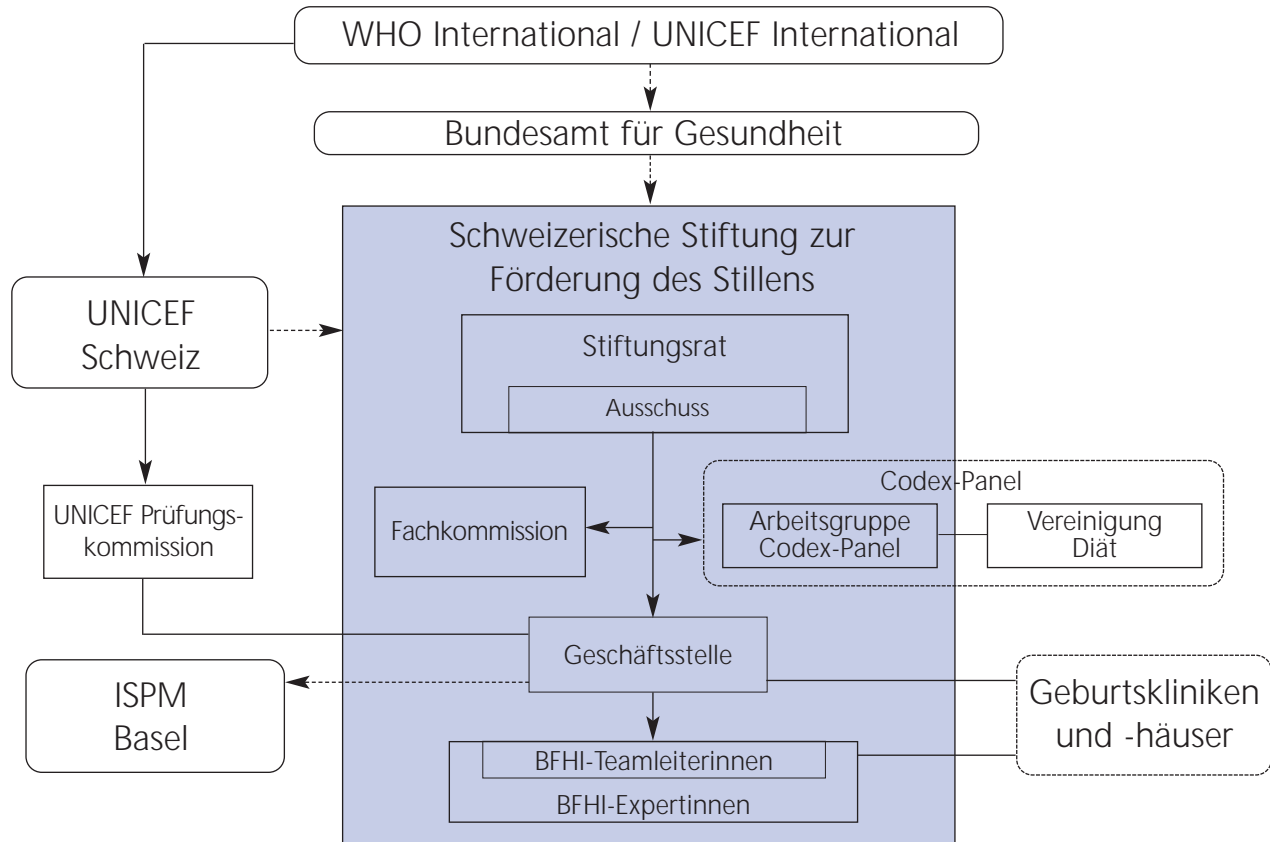 WHO International / UNICEF International
Bundesamt für Gesundheit
Schweizerische Stiftung zur
Förderung des Stillens
UNICEF
Schweiz
Stiftungsrat
Ausschuss
Codex-Panel
UNICEF Prüfungs-
kommission
Fachkommission
Arbeitsgruppe
Codex-Panel
Vereinigung
Diät
Geschäftsstelle
ISPM
Basel
Geburtskliniken
und -häuser
BFHI-Teamleiterinnen
BFHI-Expertinnen